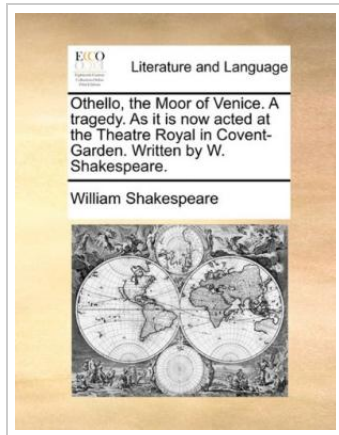 ECCO
Literature and Language
Othello, the Moor of Venice. A
tragedy. As it is now acted at
the Theatre Royal in Covent-
Garden. Written by W.
Shakespeare.
William Shakespeare